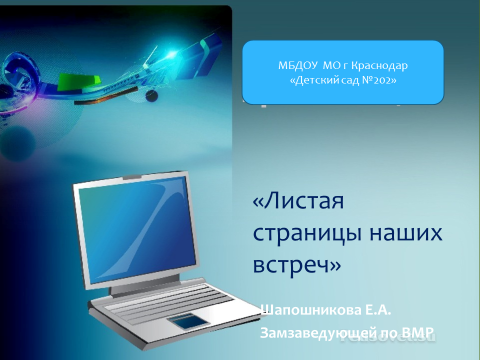 МБДОУ МО г Краснодар
«Детский сад №202»
«Листая
страницы наших
встреч»
Шапошникова Е.А.
Замзаведующей по ВМР